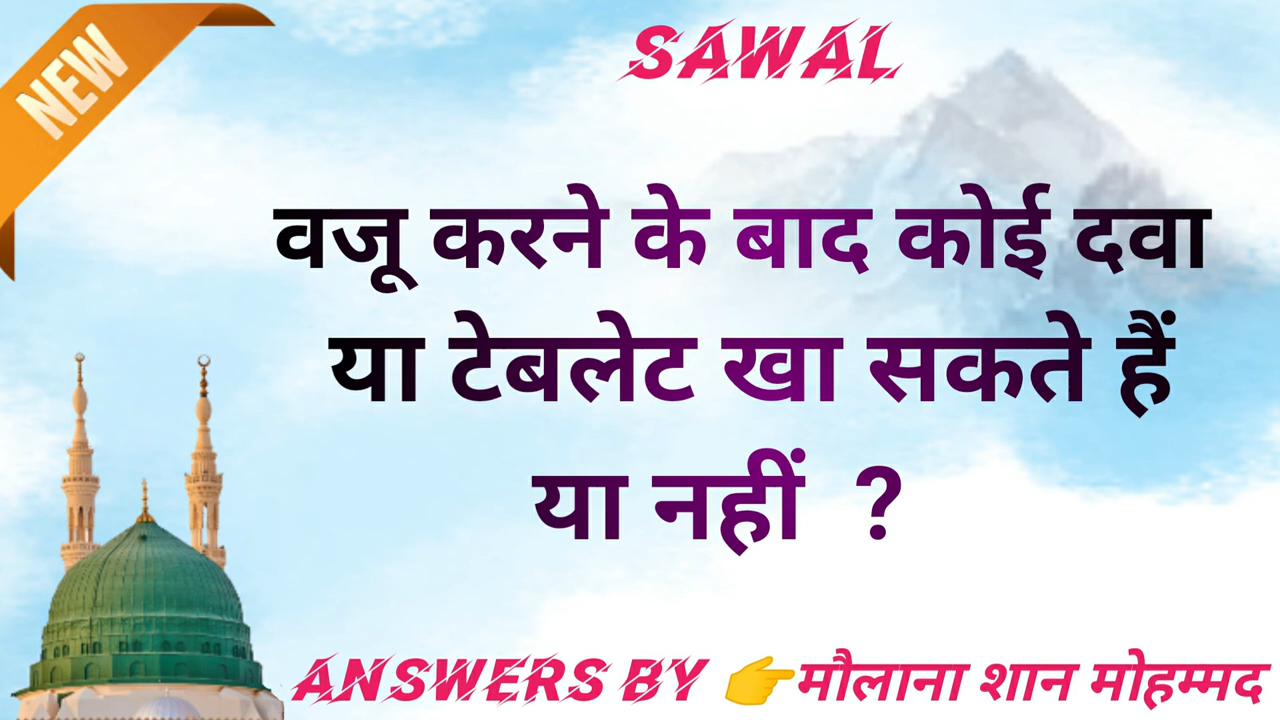 NEW
SAWAL
वजू करने के बाद कोई दवा
या टेबलेट खा सकते हैं
या नहीं ?
ANSWERS BY 👉मौलाना शान मोहम्मद